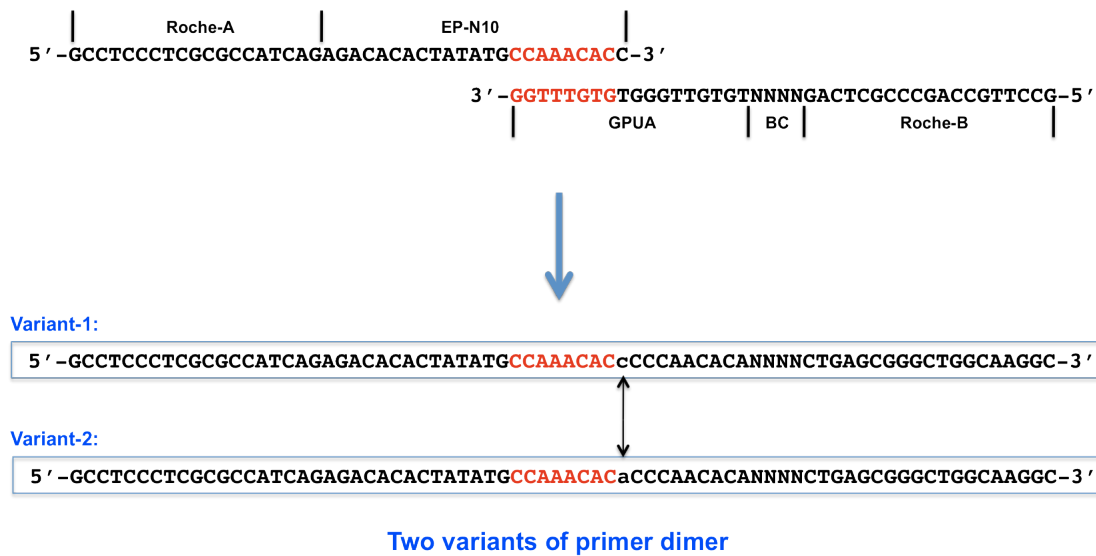 Roche-A EP-N10
5′-GCCTCCCTCGCGCCATCAGAGACACACTATATGCCAAACACC-3′
3′-GGTTTGTGTGGGTTGTGTNNNNGACTCGCCCGACCGTTCCG-5′
GPUA BC Roche-B
Variant-1:
5′-GCCTCCCTCGCGCCATCAGAGACACACTATATGCCAAACACcCCCAACACANNNNCTGAGCGGGCTGGCAAGGC-3′
Variant-2:
5′-GCCTCCCTCGCGCCATCAGAGACACACTATATGCCAAACACaCCCAACACANNNNCTGAGCGGGCTGGCAAGGC-3′
Two variants of primer dimer